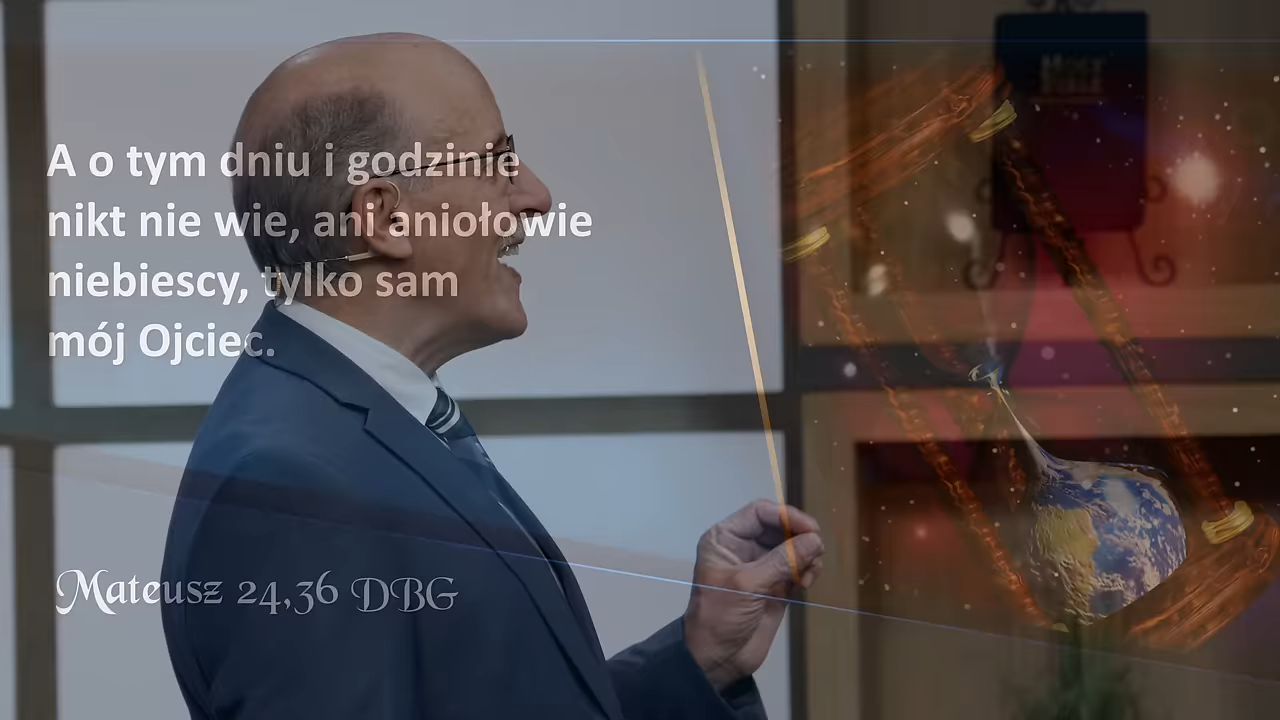 A o tym dniu i godzinie
nikt nie wie, ani aniołowie
niebiescy, tylko sam
mój Ojciec.
Mateusz 24,36 DBG